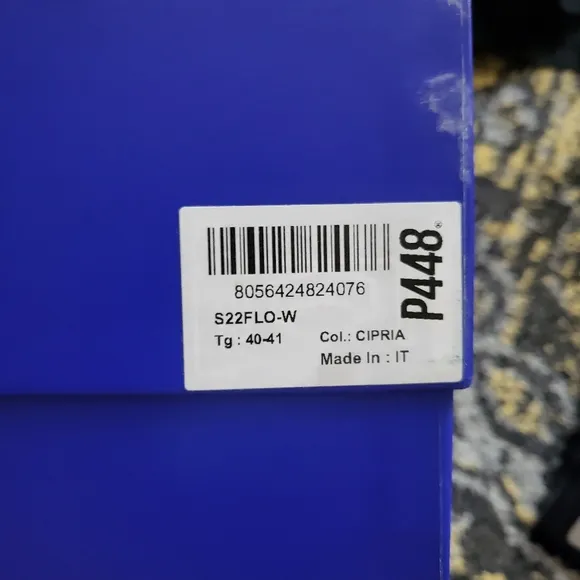 8056424824076
S22FLO-W
Tg : 40-41 Col.: CIPRIA
Made In : IT
P448®